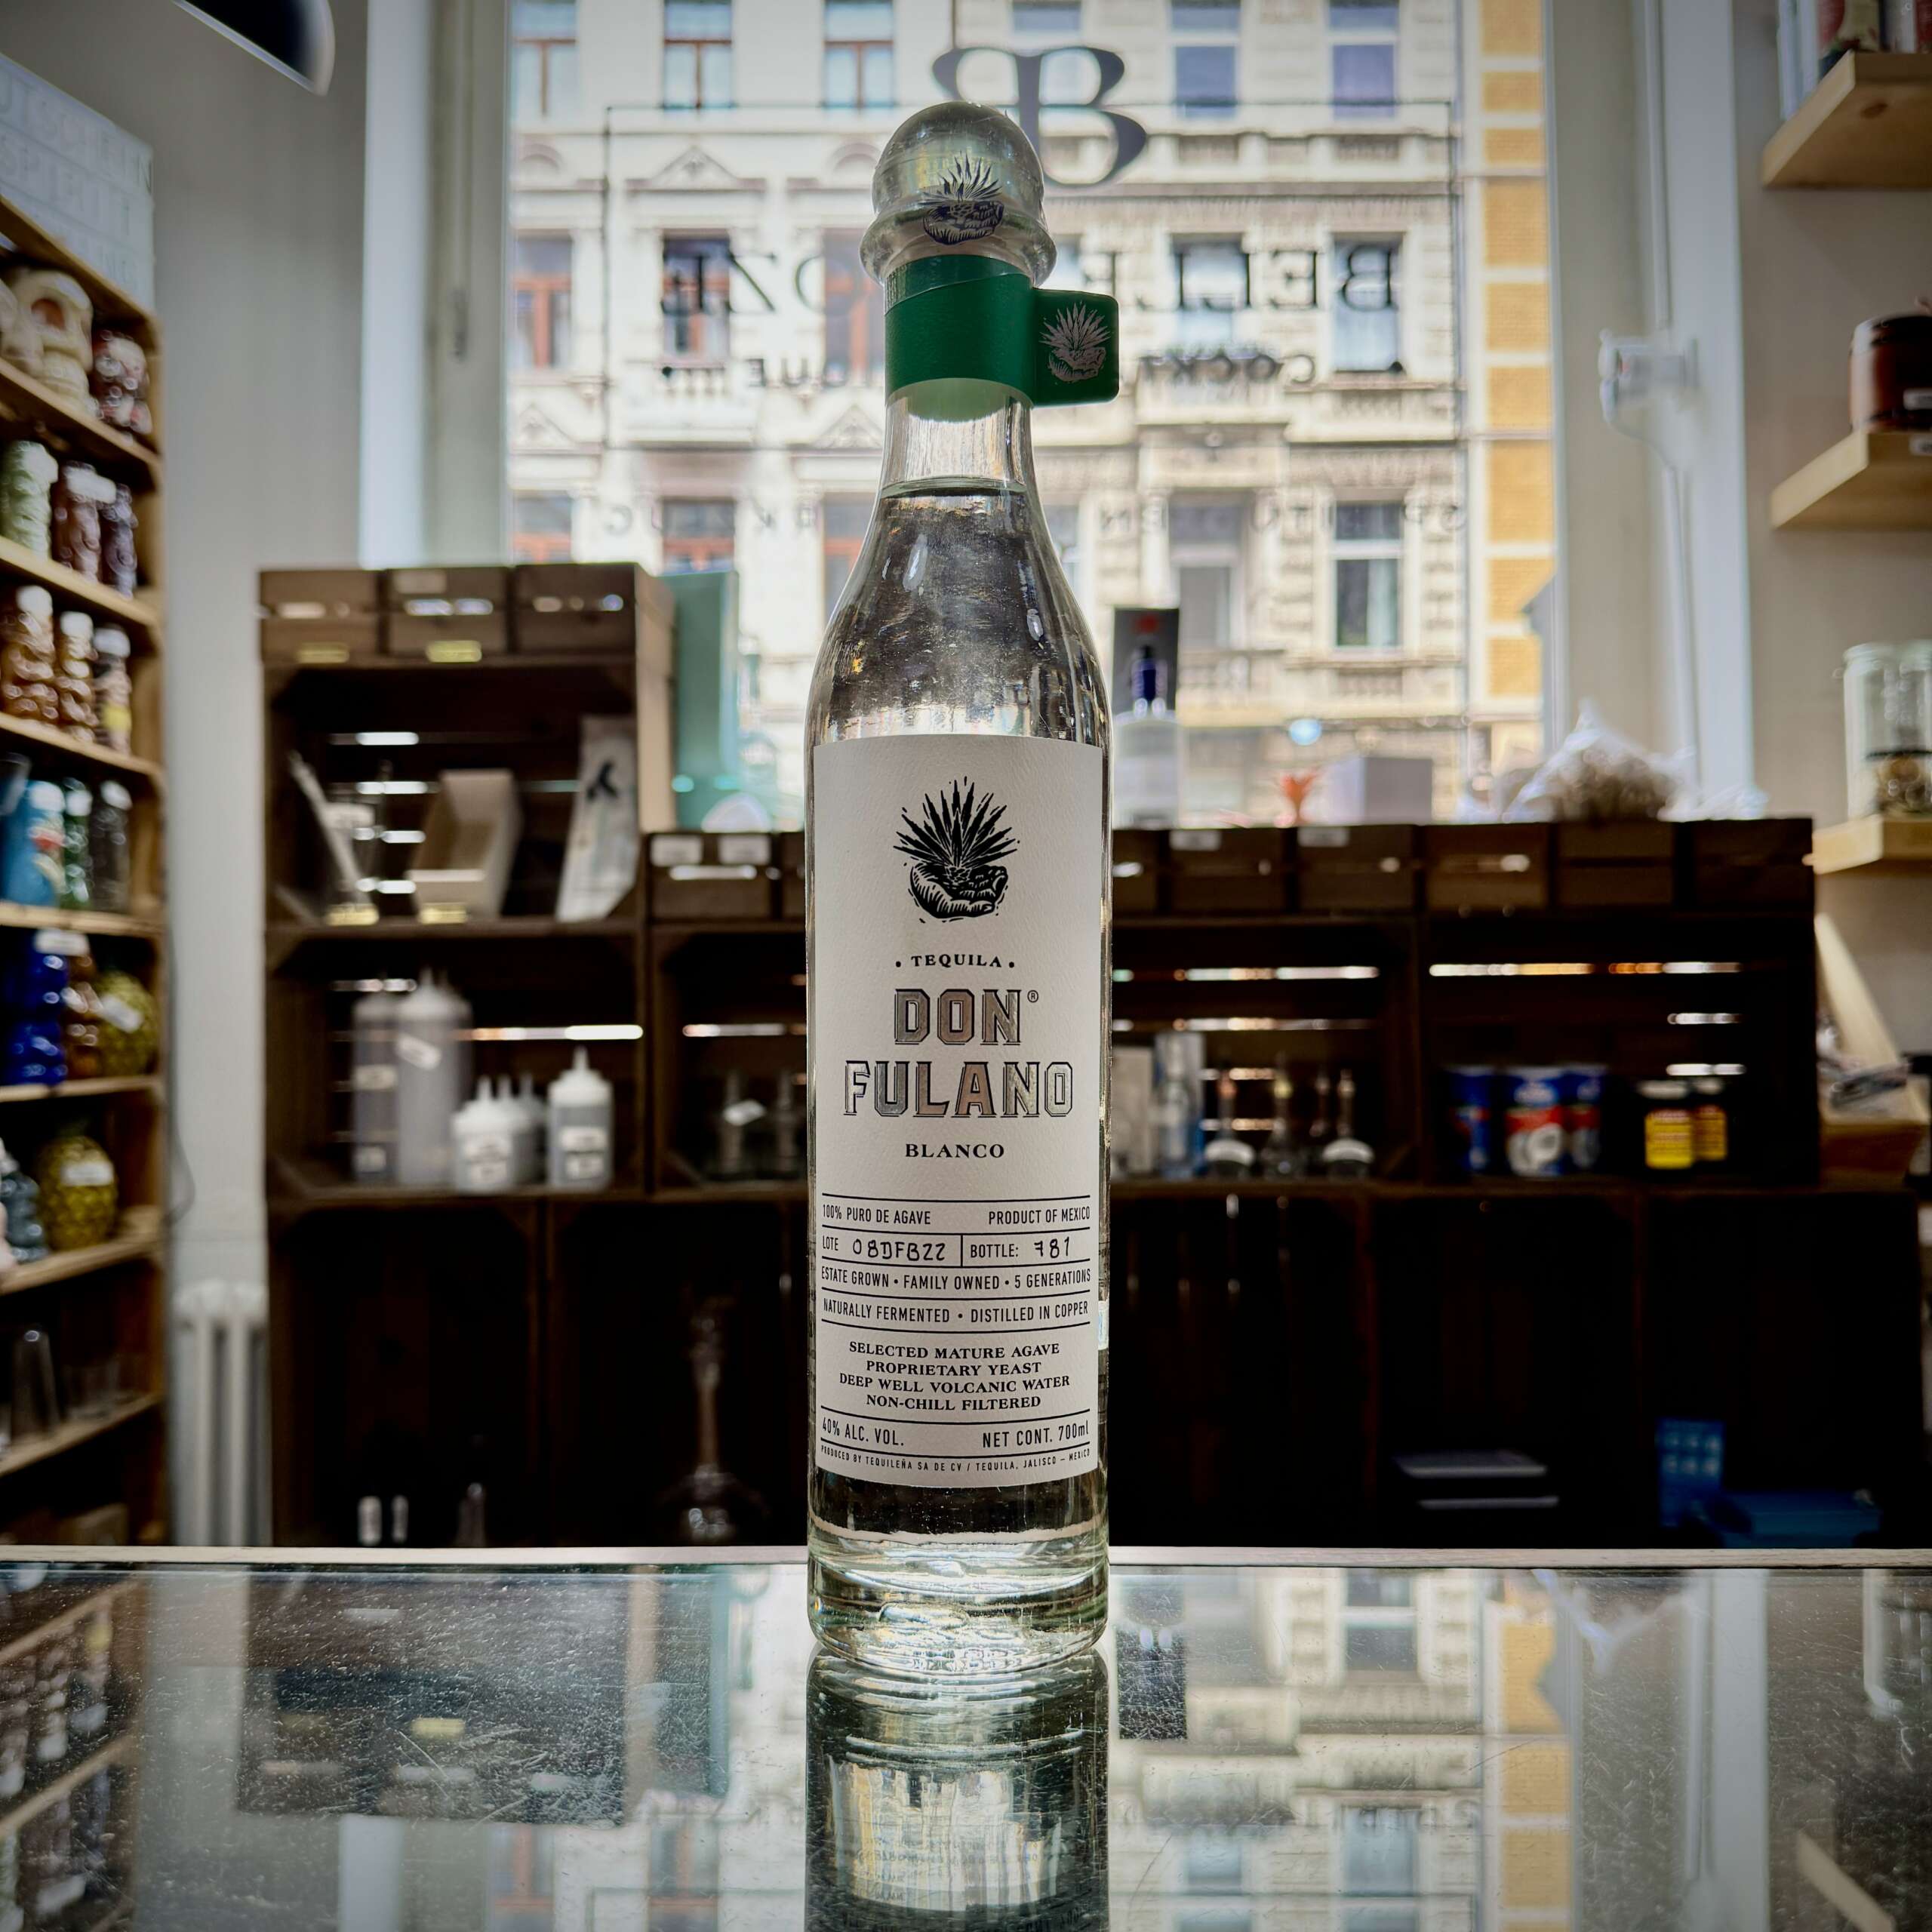 TEQUILA
DON®
FULANO
BLANCO
100% PURO DE AGAVE PRODUCT OF MEXICO
LOTE 08DFB22 BOTTLE: 781
ESTATE GROWN • FAMILY OWNED • 5 GENERATIONS
NATURALLY FERMENTED • DISTILLED IN COPPER
SELECTED MATURE AGAVE
PROPRIETARY YEAST
DEEP WELL VOLCANIC WATER
NON-CHILL FILTERED
40% ALC. VOL. NET CONT. 700ml
PRODUCED BY TEQUILEÑA SA DE CV / TEQUILA, JALISCO – MEXICO